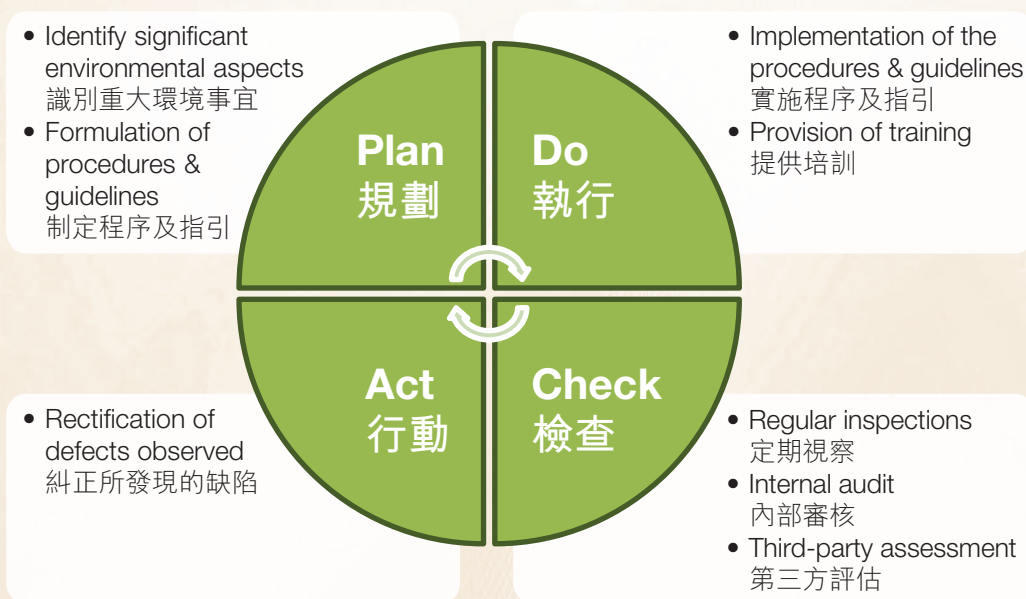 • Identify significant
environmental aspects
識別重大環境事宜
• Formulation of
procedures &
guidelines
制定程序及指引
Plan
規劃
Do
執行
• Implementation of the
procedures & guidelines
實施程序及指引
• Provision of training
提供培訓
• Rectification of
defects observed
糾正所發現的缺陷
Act
行動
Check
檢查
• Regular inspections
定期視察
• Internal audit
內部審核
• Third-party assessment
第三方評估